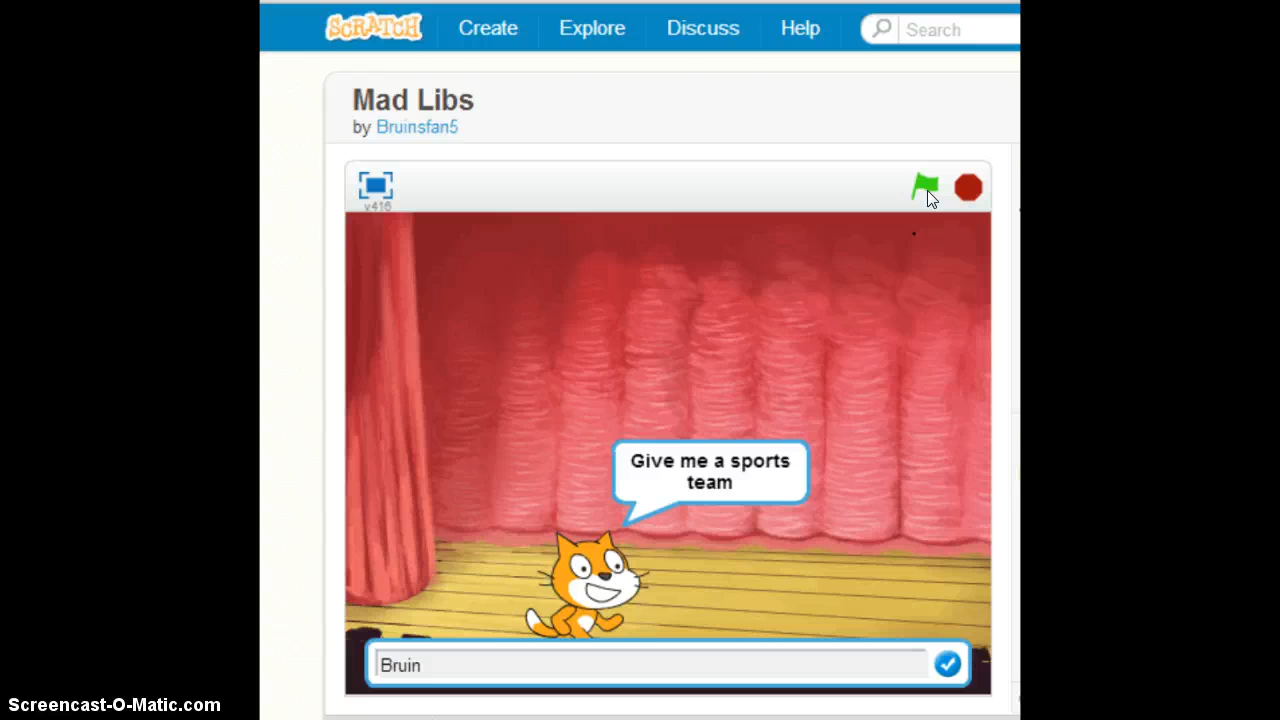 SCRATCH Create Explore Discuss Help Search
Mad Libs
by Bruinsfan5
v416
Give me a sports
team
Bruin
Screencast-O-Matic.com